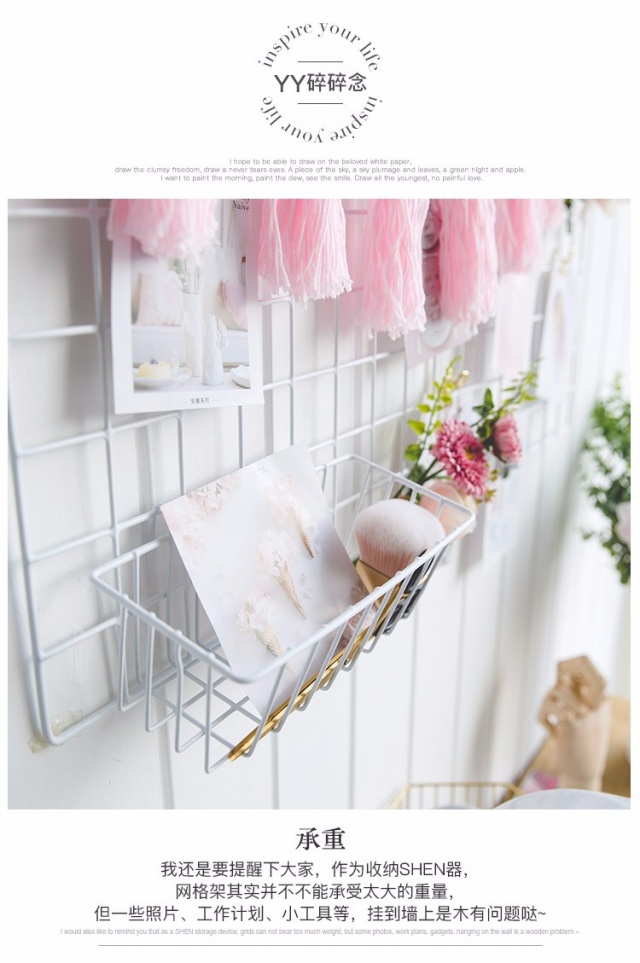 inspire your life
YY碎碎念
inspire your life
I hope to be able to draw on the beloved white paper,
draw the clumsy freedom, draw a never tears eyes. A piece of the sky, a sky plumage and leaves, a green night and apple.
I want to paint the morning, paint the dew, see the smile. Draw all the youngest, no painful love.
Naive
承重
我还是要提醒下大家，作为收纳SHEN器，
网格架其实并不不能承受太大的重量，
但一些照片、工作计划、小工具等，挂到墙上是木有问题哒~
I would also like to remind you that as a SHEN storage device, grids can not bear too much weight, but some photos, work plans, gadgets, hanging on the wall is a wooden problem ~